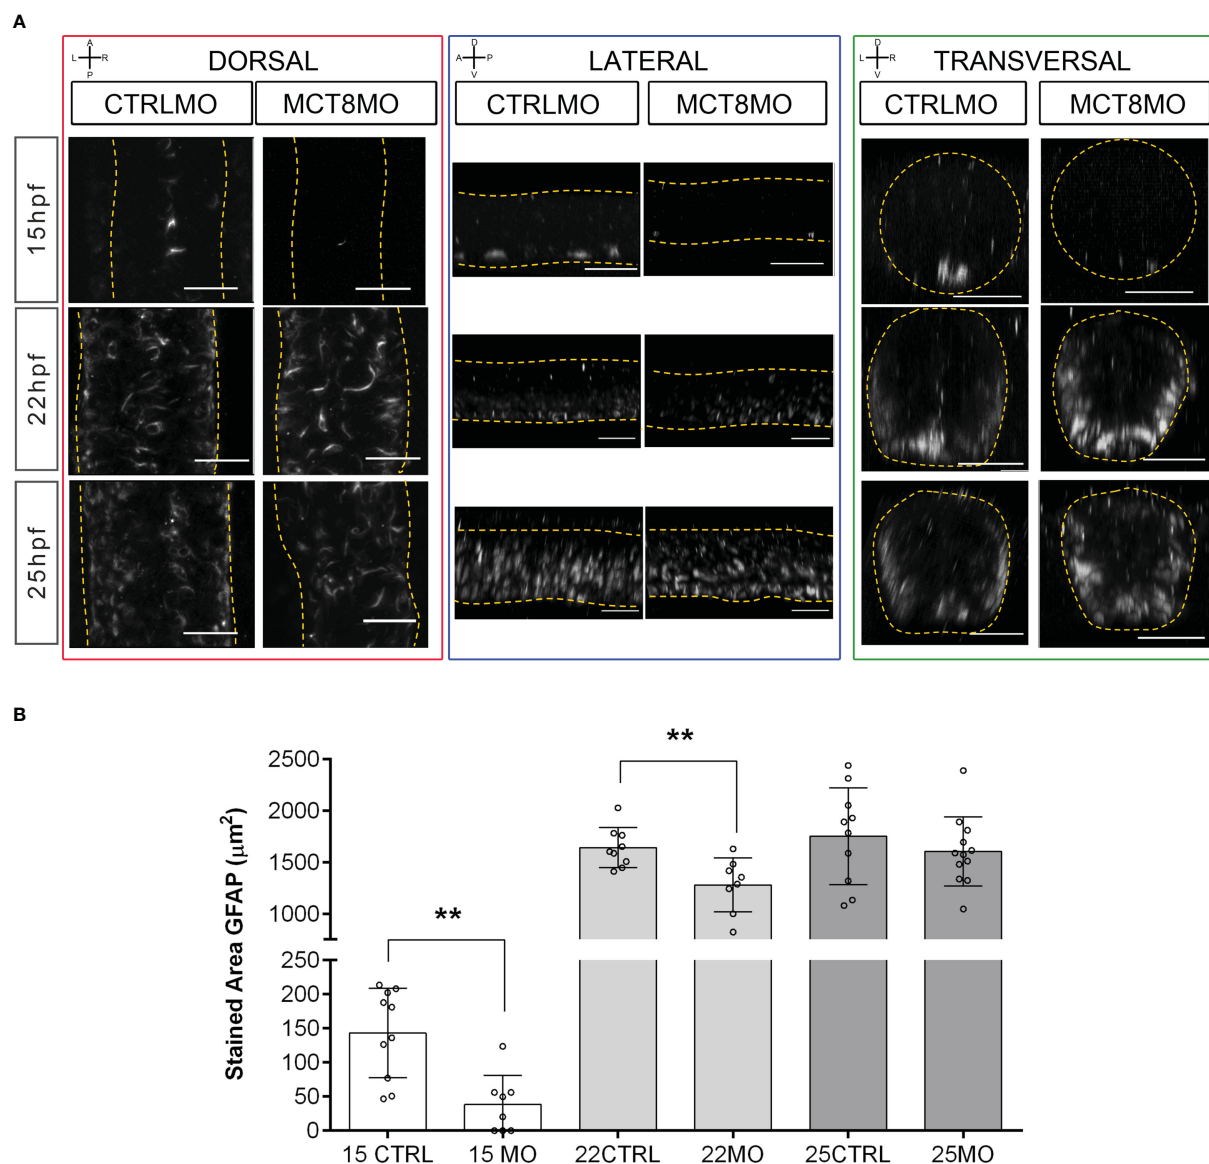 A
A
L R
P
DORSAL
D
A P
V
LATERAL
D
L R
V
TRANSVERSAL
CTRLMO MCT8MO CTRLMO MCT8MO CTRLMO MCT8MO
15hpf
22hpf
25hpf
B
Stained Area GFAP (μm²)
2500
2000
1500
1000
250
200
150
100
50
0
**
**
15 CTRL 15 MO 22CTRL 22MO 25CTRL 25MO